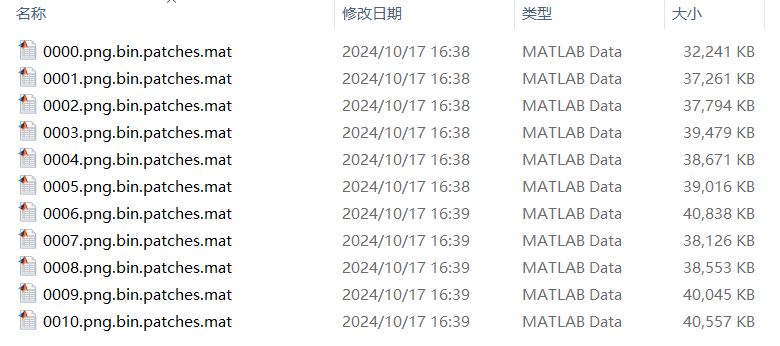 名称 修改日期 类型 大小
0000.png.bin.patches.mat 2024/10/17 16:38 MATLAB Data 32,241 KB
0001.png.bin.patches.mat 2024/10/17 16:38 MATLAB Data 37,261 KB
0002.png.bin.patches.mat 2024/10/17 16:38 MATLAB Data 37,794 KB
0003.png.bin.patches.mat 2024/10/17 16:38 MATLAB Data 39,479 KB
0004.png.bin.patches.mat 2024/10/17 16:38 MATLAB Data 38,671 KB
0005.png.bin.patches.mat 2024/10/17 16:38 MATLAB Data 39,016 KB
0006.png.bin.patches.mat 2024/10/17 16:39 MATLAB Data 40,838 KB
0007.png.bin.patches.mat 2024/10/17 16:39 MATLAB Data 38,126 KB
0008.png.bin.patches.mat 2024/10/17 16:39 MATLAB Data 38,553 KB
0009.png.bin.patches.mat 2024/10/17 16:39 MATLAB Data 40,045 KB
0010.png.bin.patches.mat 2024/10/17 16:39 MATLAB Data 40,557 KB